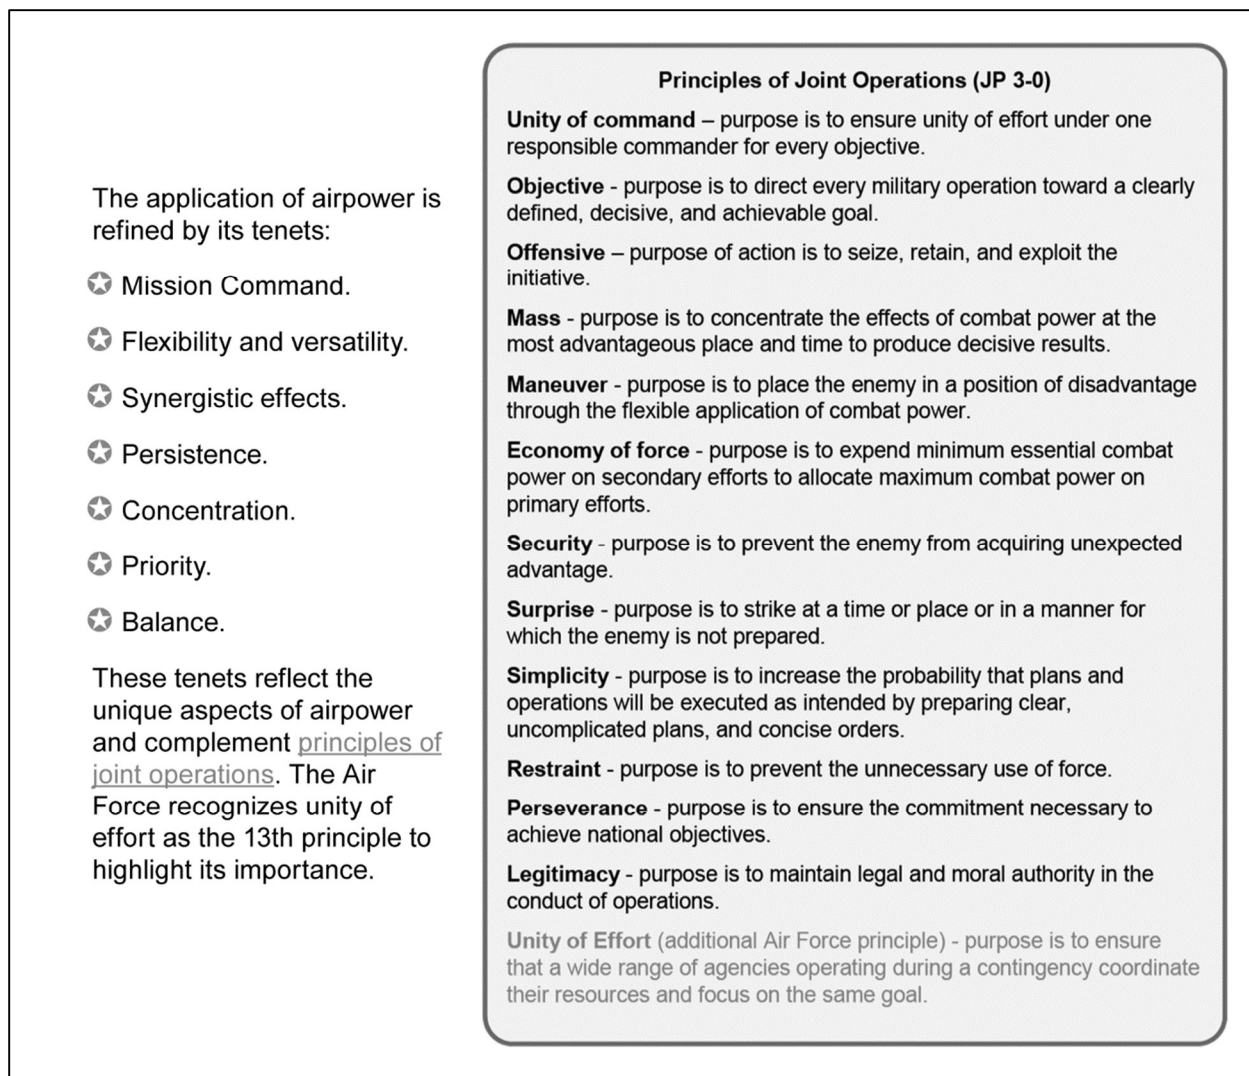 The application of airpower is
refined by its tenets:
Mission Command.
Flexibility and versatility.
Synergistic effects.
Persistence.
Concentration.
Priority.
Balance.
These tenets reflect the
unique aspects of airpower
and complement principles of
joint operations. The Air
Force recognizes unity of
effort as the 13th principle to
highlight its importance.
Principles of Joint Operations (JP 3-0)
Unity of command – purpose is to ensure unity of effort under one
responsible commander for every objective.
Objective - purpose is to direct every military operation toward a clearly
defined, decisive, and achievable goal.
Offensive – purpose of action is to seize, retain, and exploit the
initiative.
Mass - purpose is to concentrate the effects of combat power at the
most advantageous place and time to produce decisive results.
Maneuver - purpose is to place the enemy in a position of disadvantage
through the flexible application of combat power.
Economy of force - purpose is to expend minimum essential combat
power on secondary efforts to allocate maximum combat power on
primary efforts.
Security - purpose is to prevent the enemy from acquiring unexpected
advantage.
Surprise - purpose is to strike at a time or place or in a manner for
which the enemy is not prepared.
Simplicity - purpose is to increase the probability that plans and
operations will be executed as intended by preparing clear,
uncomplicated plans, and concise orders.
Restraint - purpose is to prevent the unnecessary use of force.
Perseverance - purpose is to ensure the commitment necessary to
achieve national objectives.
Legitimacy - purpose is to maintain legal and moral authority in the
conduct of operations.
Unity of Effort (additional Air Force principle) - purpose is to ensure
that a wide range of agencies operating during a contingency coordinate
their resources and focus on the same goal.